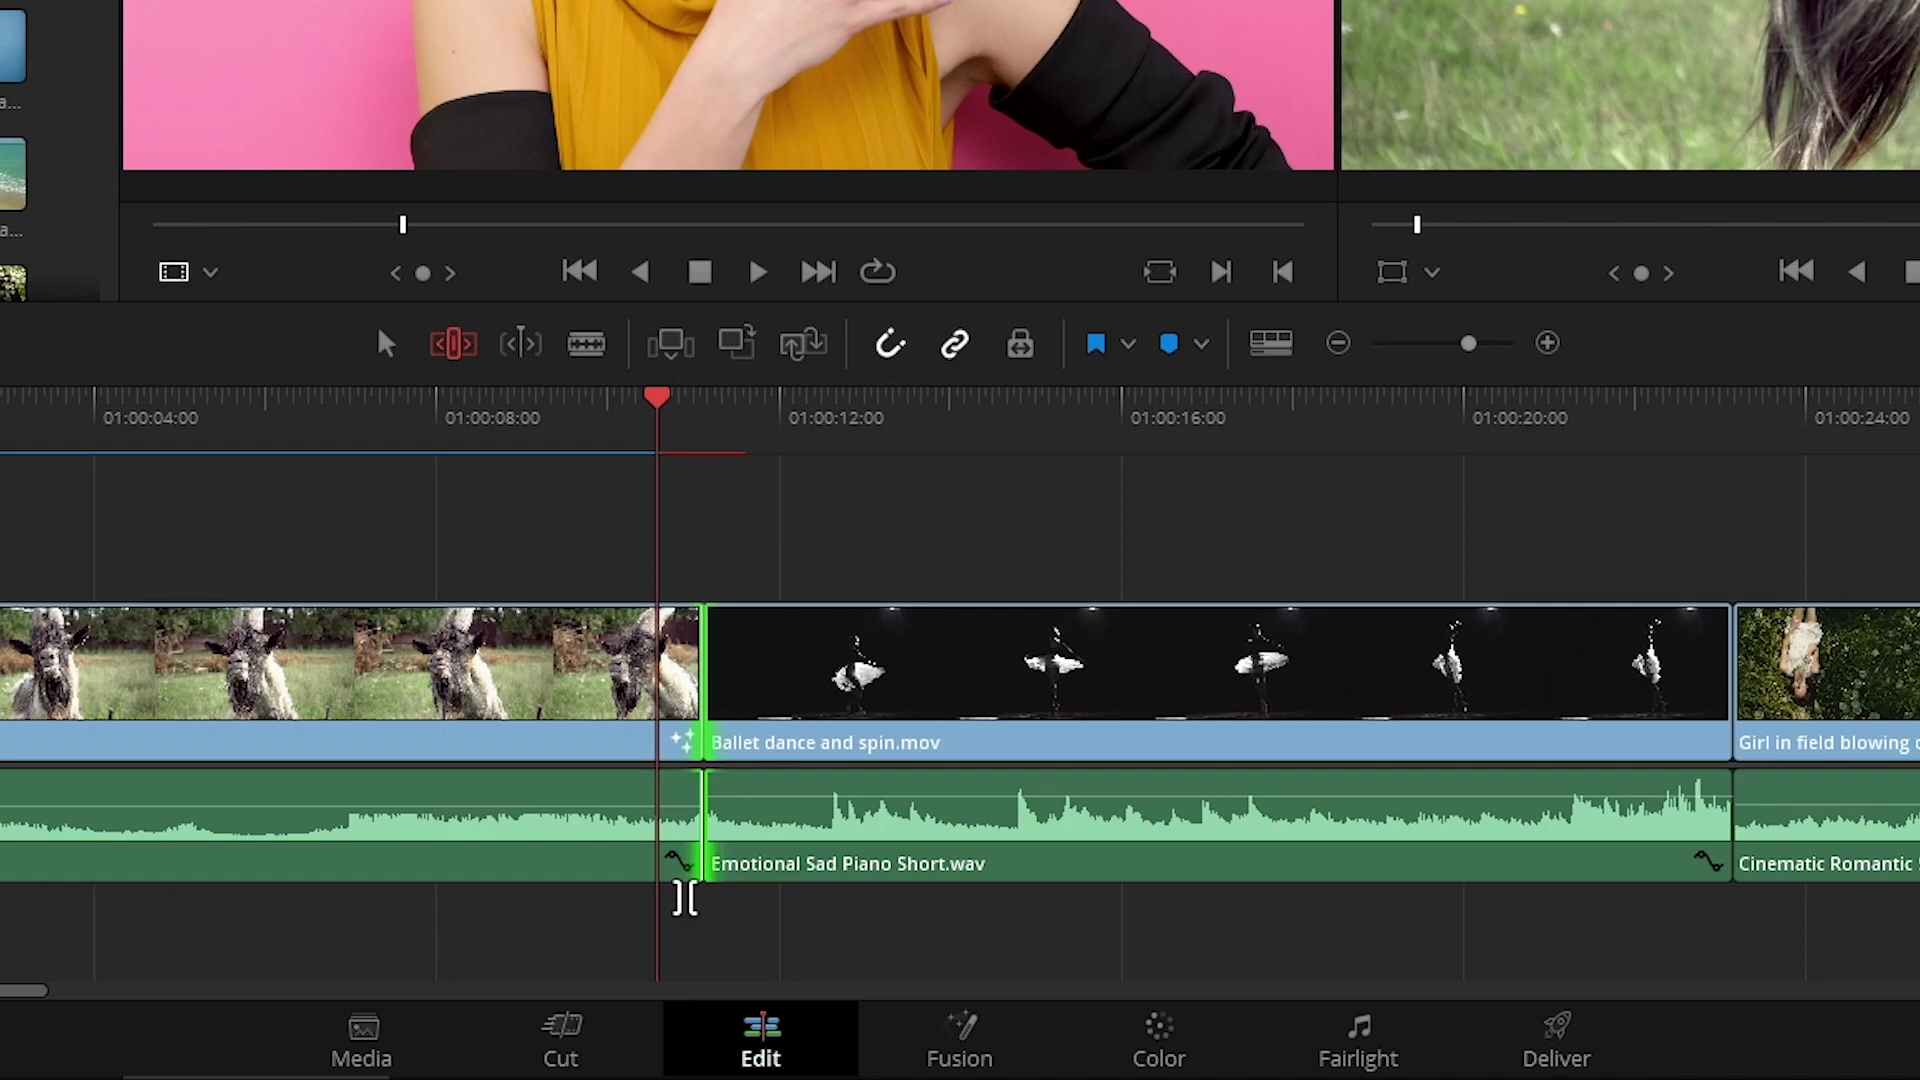 a...
a...
01:00:04:00
01:00:08:00
01:00:12:00
01:00:16:00
01:00:20:00
01:00:24:00
Ballet dance and spin.mov
Girl in field blowing
Emotional Sad Piano Short.wav
Cinematic Romantic
Media
Cut
Edit
Fusion
Color
Fairlight
Deliver